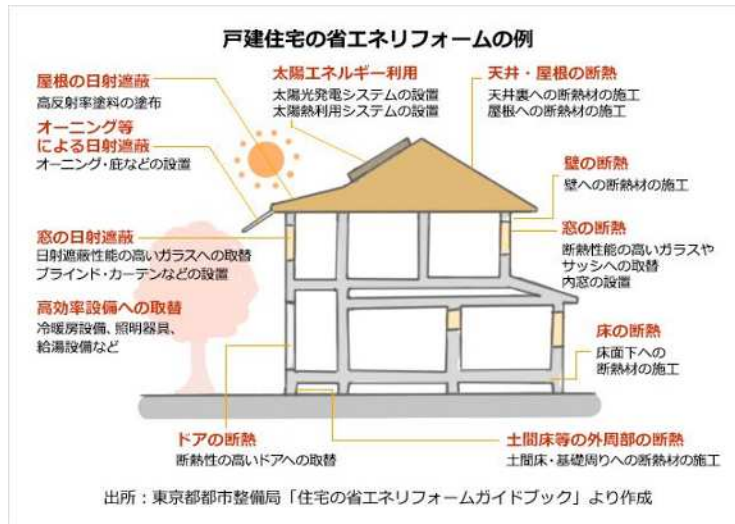 戸建住宅の省エネリフォームの例
屋根の日射遮蔽
高反射率塗料の塗布
オーニング等
による日射遮蔽
オーニング・庇などの設置
太陽エネルギー利用
太陽光発電システムの設置
太陽熱利用システムの設置
天井・屋根の断熱
天井裏への断熱材の施工
屋根への断熱材の施工
壁の断熱
壁への断熱材の施工
窓の日射遮蔽
日射遮蔽性能の高いガラスへの取替
ブラインド・カーテンなどの設置
窓の断熱
断熱性能の高いガラスや
サッシへの取替
内窓の設置
高効率設備への取替
冷暖房設備、照明器具、
給湯設備など
床の断熱
床面下への
断熱材の施工
ドアの断熱
断熱性の高いドアへの取替
土間床等の外周部の断熱
土間床・基礎周りへの断熱材の施工
出所：東京都都市整備局「住宅の省エネリフォームガイドブック」より作成